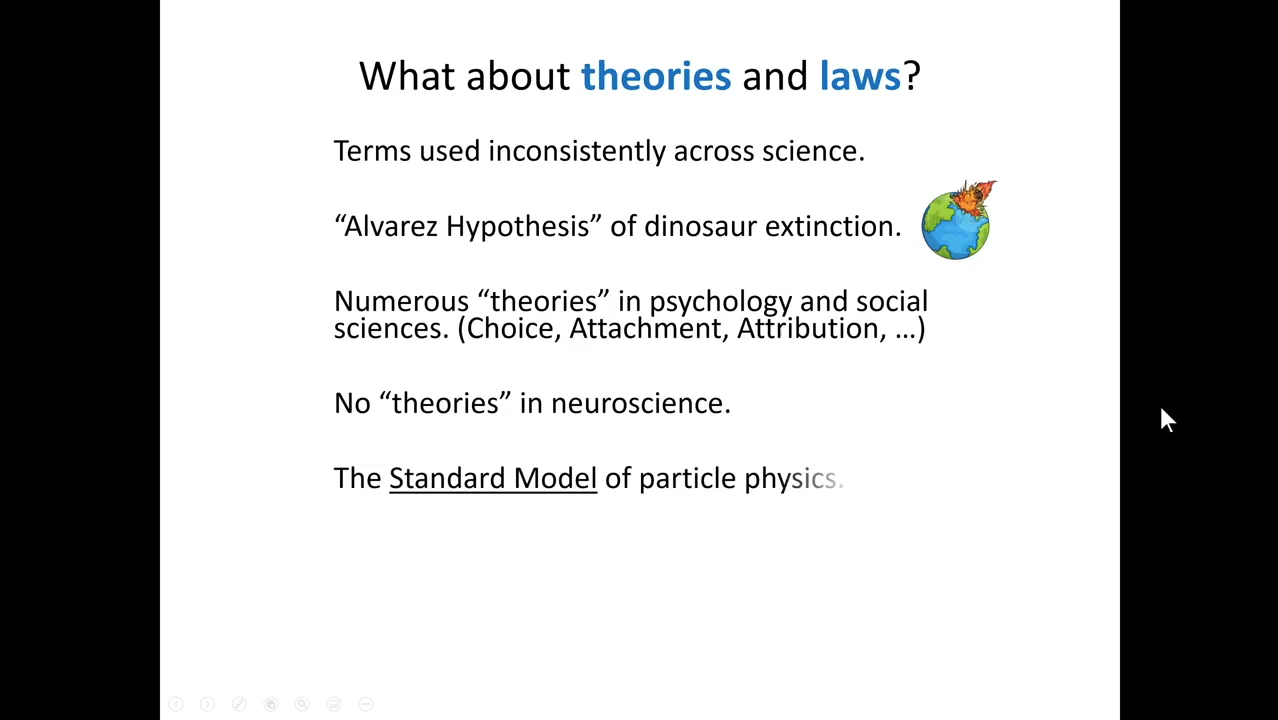 What about theories and laws?
Terms used inconsistently across science.
“Alvarez Hypothesis” of dinosaur extinction.
Numerous “theories” in psychology and social
sciences. (Choice, Attachment, Attribution, …)
No “theories” in neuroscience.
The Standard Model of particle physics.